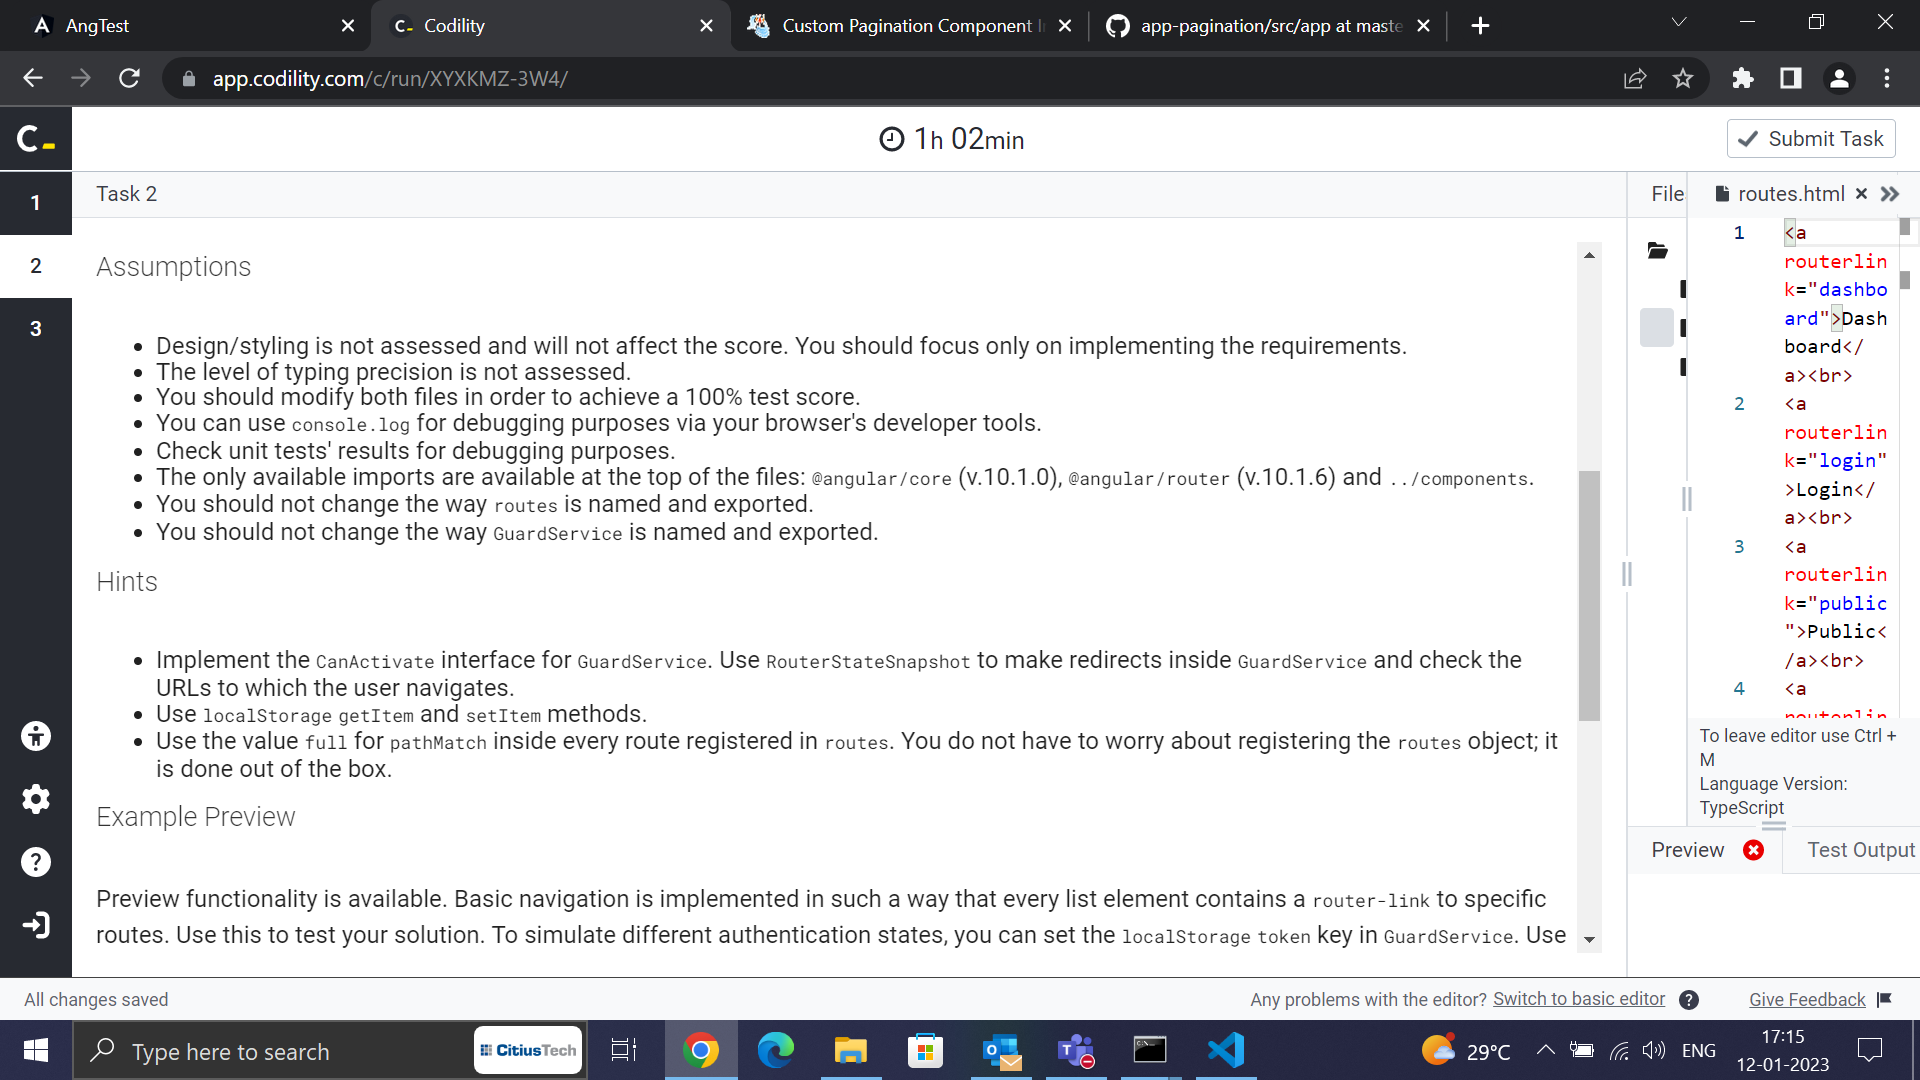 AngTest
Codility
Custom Pagination Component I
app-pagination/src/app at maste
app.codility.com/c/run/XYXKMZ-3W4/
1h 02min
Submit Task
1
2
3
Task 2
File
routes.html
Assumptions
Design/styling is not assessed and will not affect the score. You should focus only on implementing the requirements.
The level of typing precision is not assessed.
You should modify both files in order to achieve a 100% test score.
You can use console.log for debugging purposes via your browser's developer tools.
Check unit tests' results for debugging purposes.
The only available imports are available at the top of the files: @angular/core (v.10.1.0), @angular/router (v.10.1.6) and ../components.
You should not change the way routes is named and exported.
You should not change the way GuardService is named and exported.
Hints
Implement the CanActivate interface for GuardService. Use RouterStateSnapshot to make redirects inside GuardService and check the
URLs to which the user navigates.
Use localStorage getItem and setItem methods.
Use the value full for pathMatch inside every route registered in routes. You do not have to worry about registering the routes object; it
is done out of the box.
Example Preview
Preview functionality is available. Basic navigation is implemented in such a way that every list element contains a router-link to specific
routes. Use this to test your solution. To simulate different authentication states, you can set the localStorage token key in GuardService. Use
1 <a
routerlin
k="dashbo
ard">Dash
board</
a><br>
2 <a
routerlin
k="login"
>Login</
a><br>
3 <a
routerlin
k="public
">Public<
/a><br>
4 <a
routerlin
To leave editor use Ctrl +
M
Language Version:
TypeScript
Preview
Test Output
All changes saved
Any problems with the editor? Switch to basic editor
Give Feedback
Type here to search
CitiusTech
29°C
ENG
17:15
12-01-2023